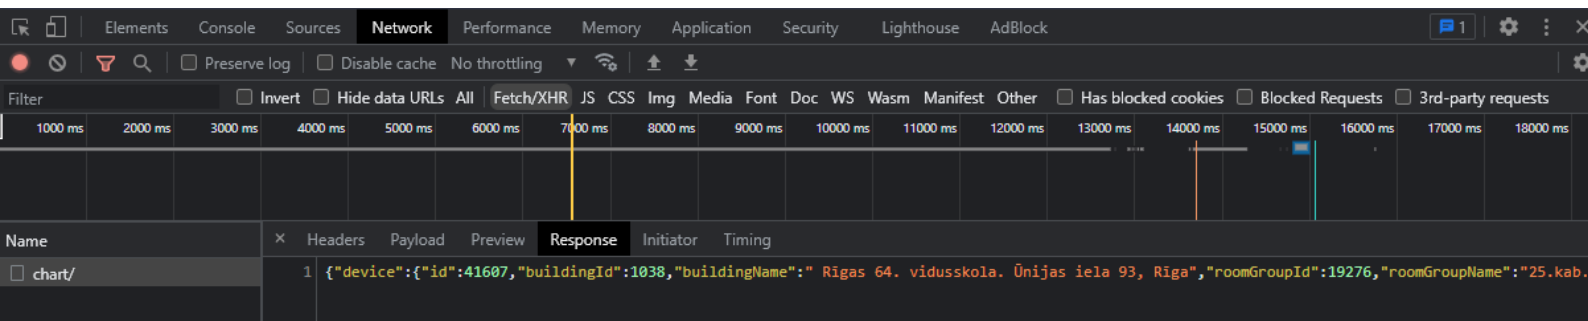 Elements Console Sources Network Performance Memory Application Security Lighthouse AdBlock 1
Preserve log Disable cache No throttling
Filter Invert Hide data URLs All Fetch/XHR JS CSS Img Media Font Doc WS Wasm Manifest Other Has blocked cookies Blocked Requests 3rd-party requests
1000 ms 2000 ms 3000 ms 4000 ms 5000 ms 6000 ms 7000 ms 8000 ms 9000 ms 10000 ms 11000 ms 12000 ms 13000 ms 14000 ms 15000 ms 16000 ms 17000 ms 18000 ms
Name × Headers Payload Preview Response Initiator Timing
chart/ 1 {"device":{"id":41607,"buildingId":1038,"buildingName":" Rīgas 64. vidusskola. Ūnijas iela 93, Rīga","roomGroupId":19276,"roomGroupName":"25.kab.